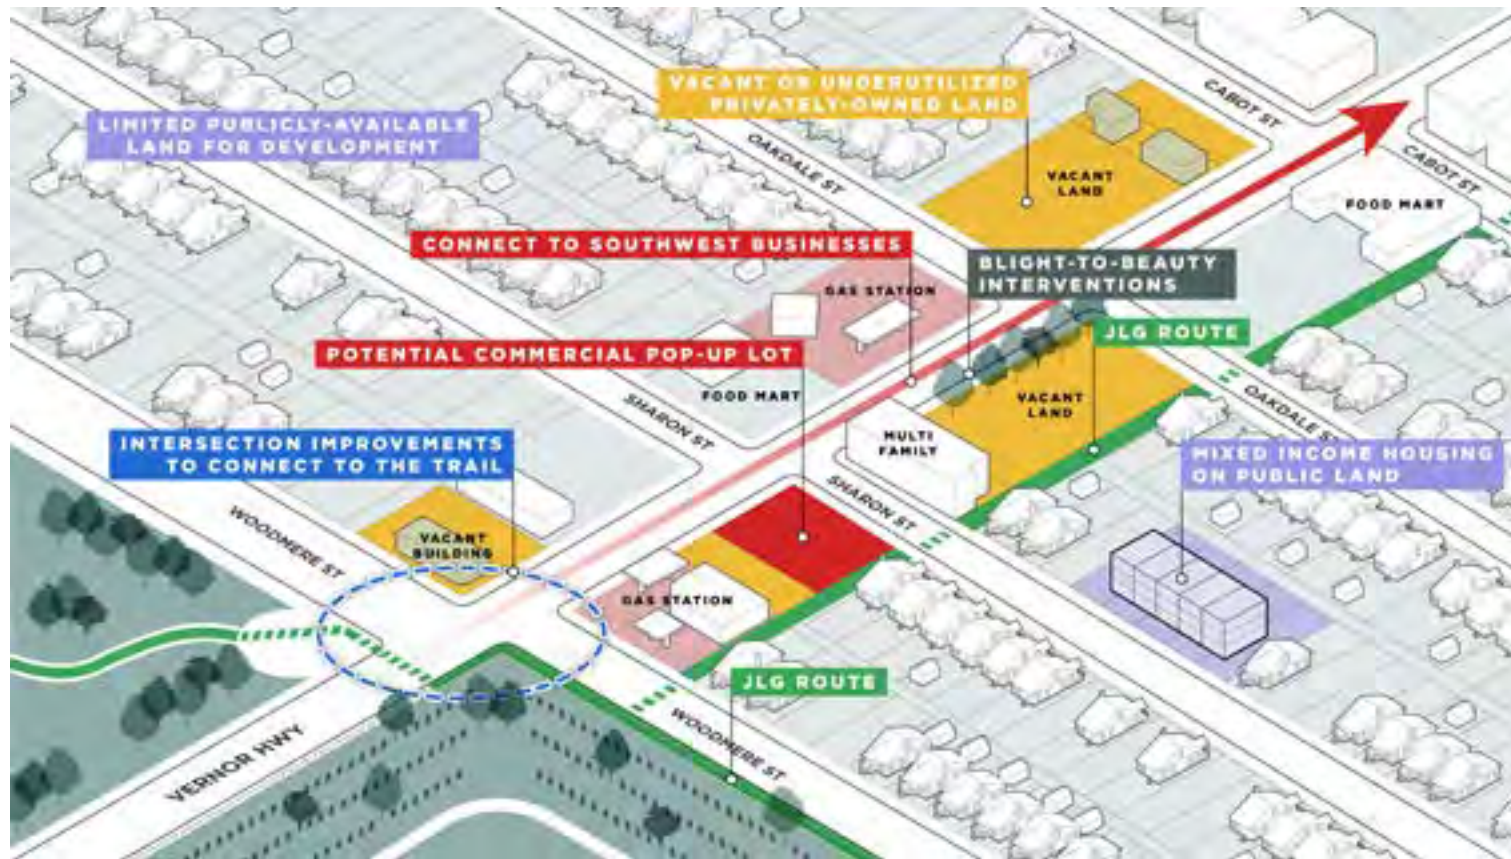 VACANT OR UNDERUTILIZED
PRIVATELY-OWNED LAND
CABOT ST
LIMITED PUBLICLY-AVAILABLE
LAND FOR DEVELOPMENT
OAKDALE ST
CABOT ST
VACANT
LAND
FOOD MART
CONNECT TO SOUTHWEST BUSINESSES
BLIGHT-TO-BEAUTY
INTERVENTIONS
GAS STATION
JLG ROUTE
POTENTIAL COMMERCIAL POP-UP LOT
FOOD MART
VACANT
LAND
OAKDALE ST
SHARON ST
MULTI
FAMILY
INTERSECTION IMPROVEMENTS
TO CONNECT TO THE TRAIL
MIXED INCOME HOUSING
ON PUBLIC LAND
SHARON ST
WOODMERE ST
VACANT
BUILDING
GAS STATION
JLG ROUTE
WOODMERE ST
VERNOR HWY